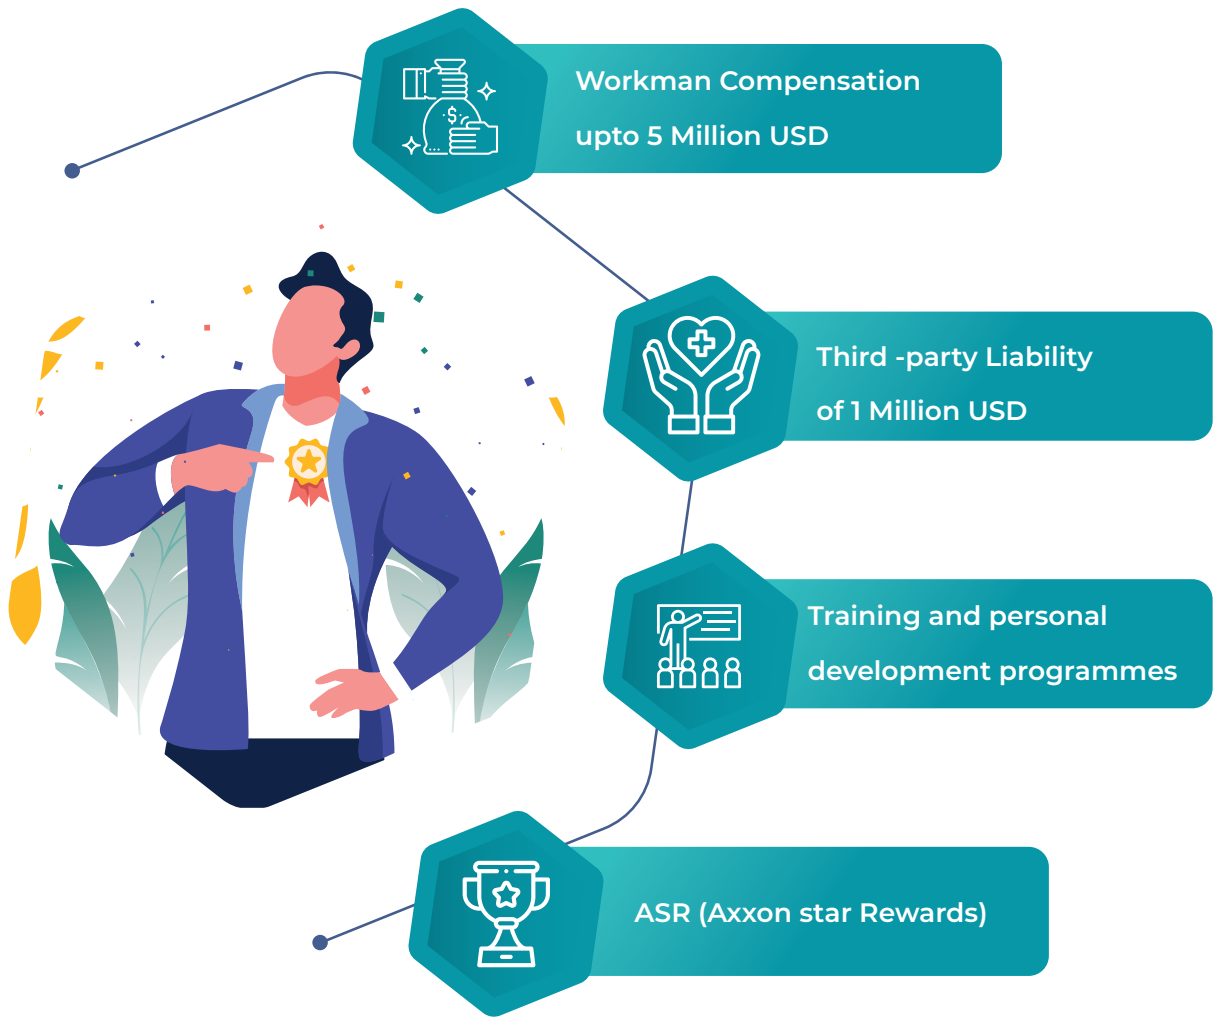 Workman Compensation
upto 5 Million USD
$
Third -party Liability
of 1 Million USD
Training and personal
development programmes
ASR (Axxon star Rewards)